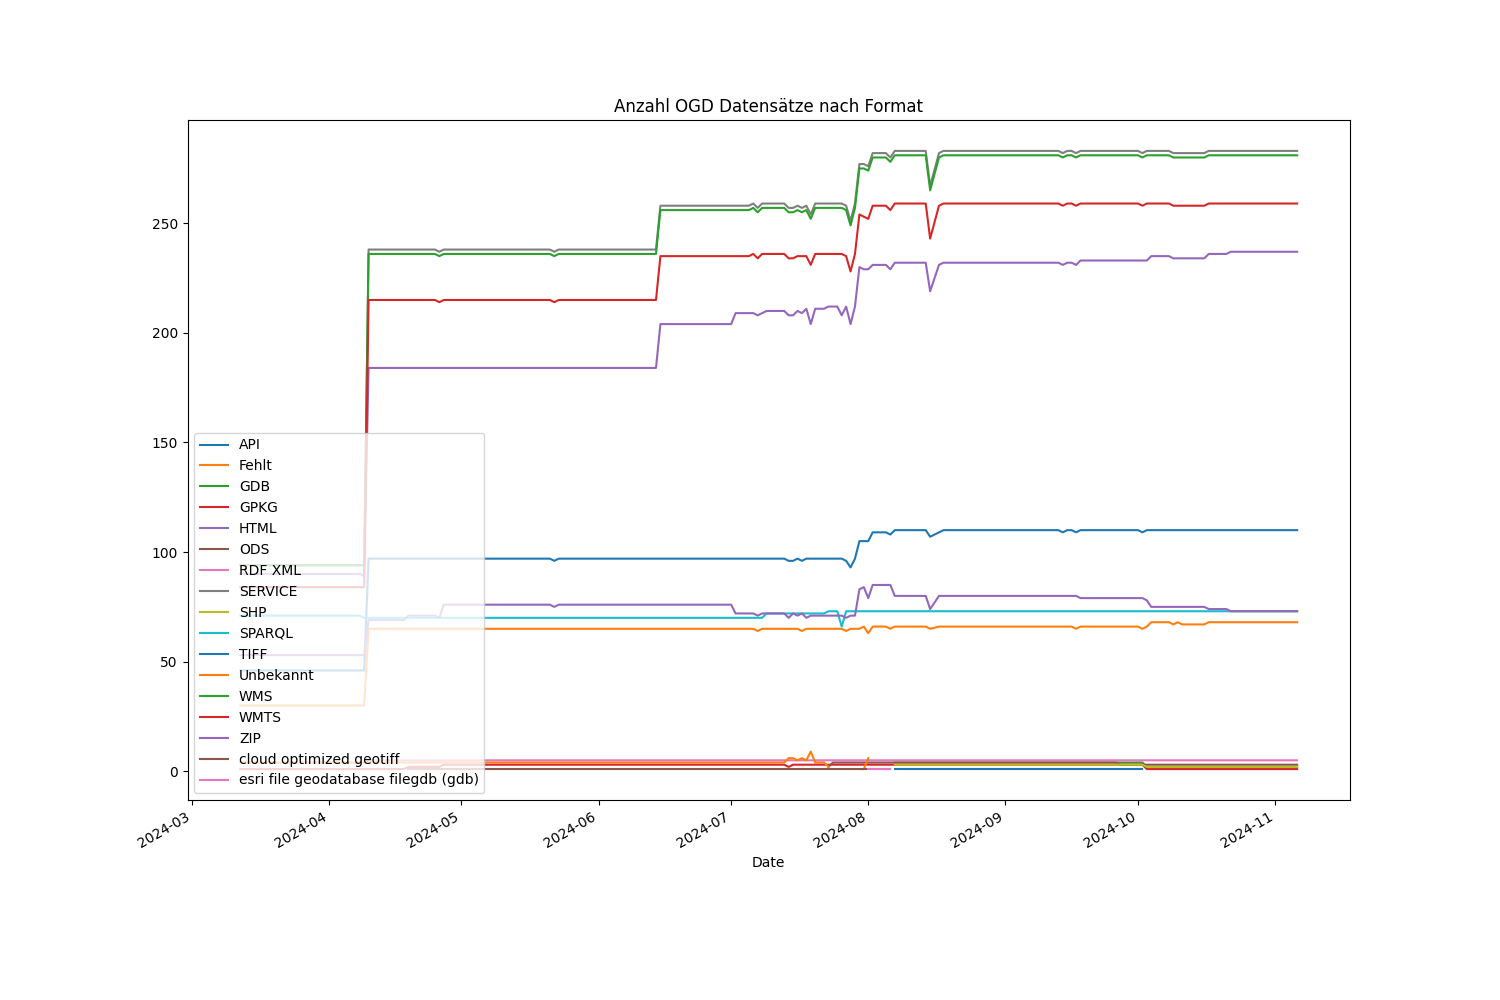 Anzahl OGD Datensätze nach Format
250
200
150
100
50
0
API
Fehlt
GDB
GPKG
HTML
ODS
RDF XML
SERVICE
SHP
SPARQL
TIFF
Unbekannt
WMS
WMTS
ZIP
cloud optimized geotiff
esri file geodatabase filegdb (gdb)
2024-03
2024-04
2024-05
2024-06
2024-07
2024-08
2024-09
2024-10
2024-11
Date